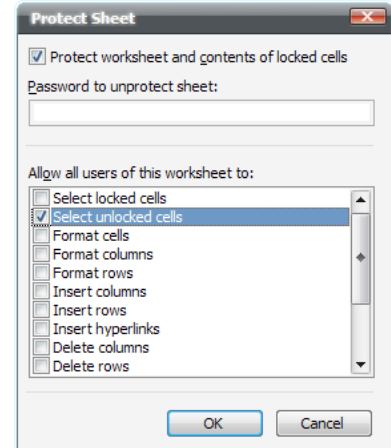 Protect Sheet
Protect worksheet and contents of locked cells
Password to unprotect sheet:
Allow all users of this worksheet to:
Select locked cells
Select unlocked cells
Format cells
Format columns
Format rows
Insert columns
Insert rows
Insert hyperlinks
Delete columns
Delete rows
OK Cancel